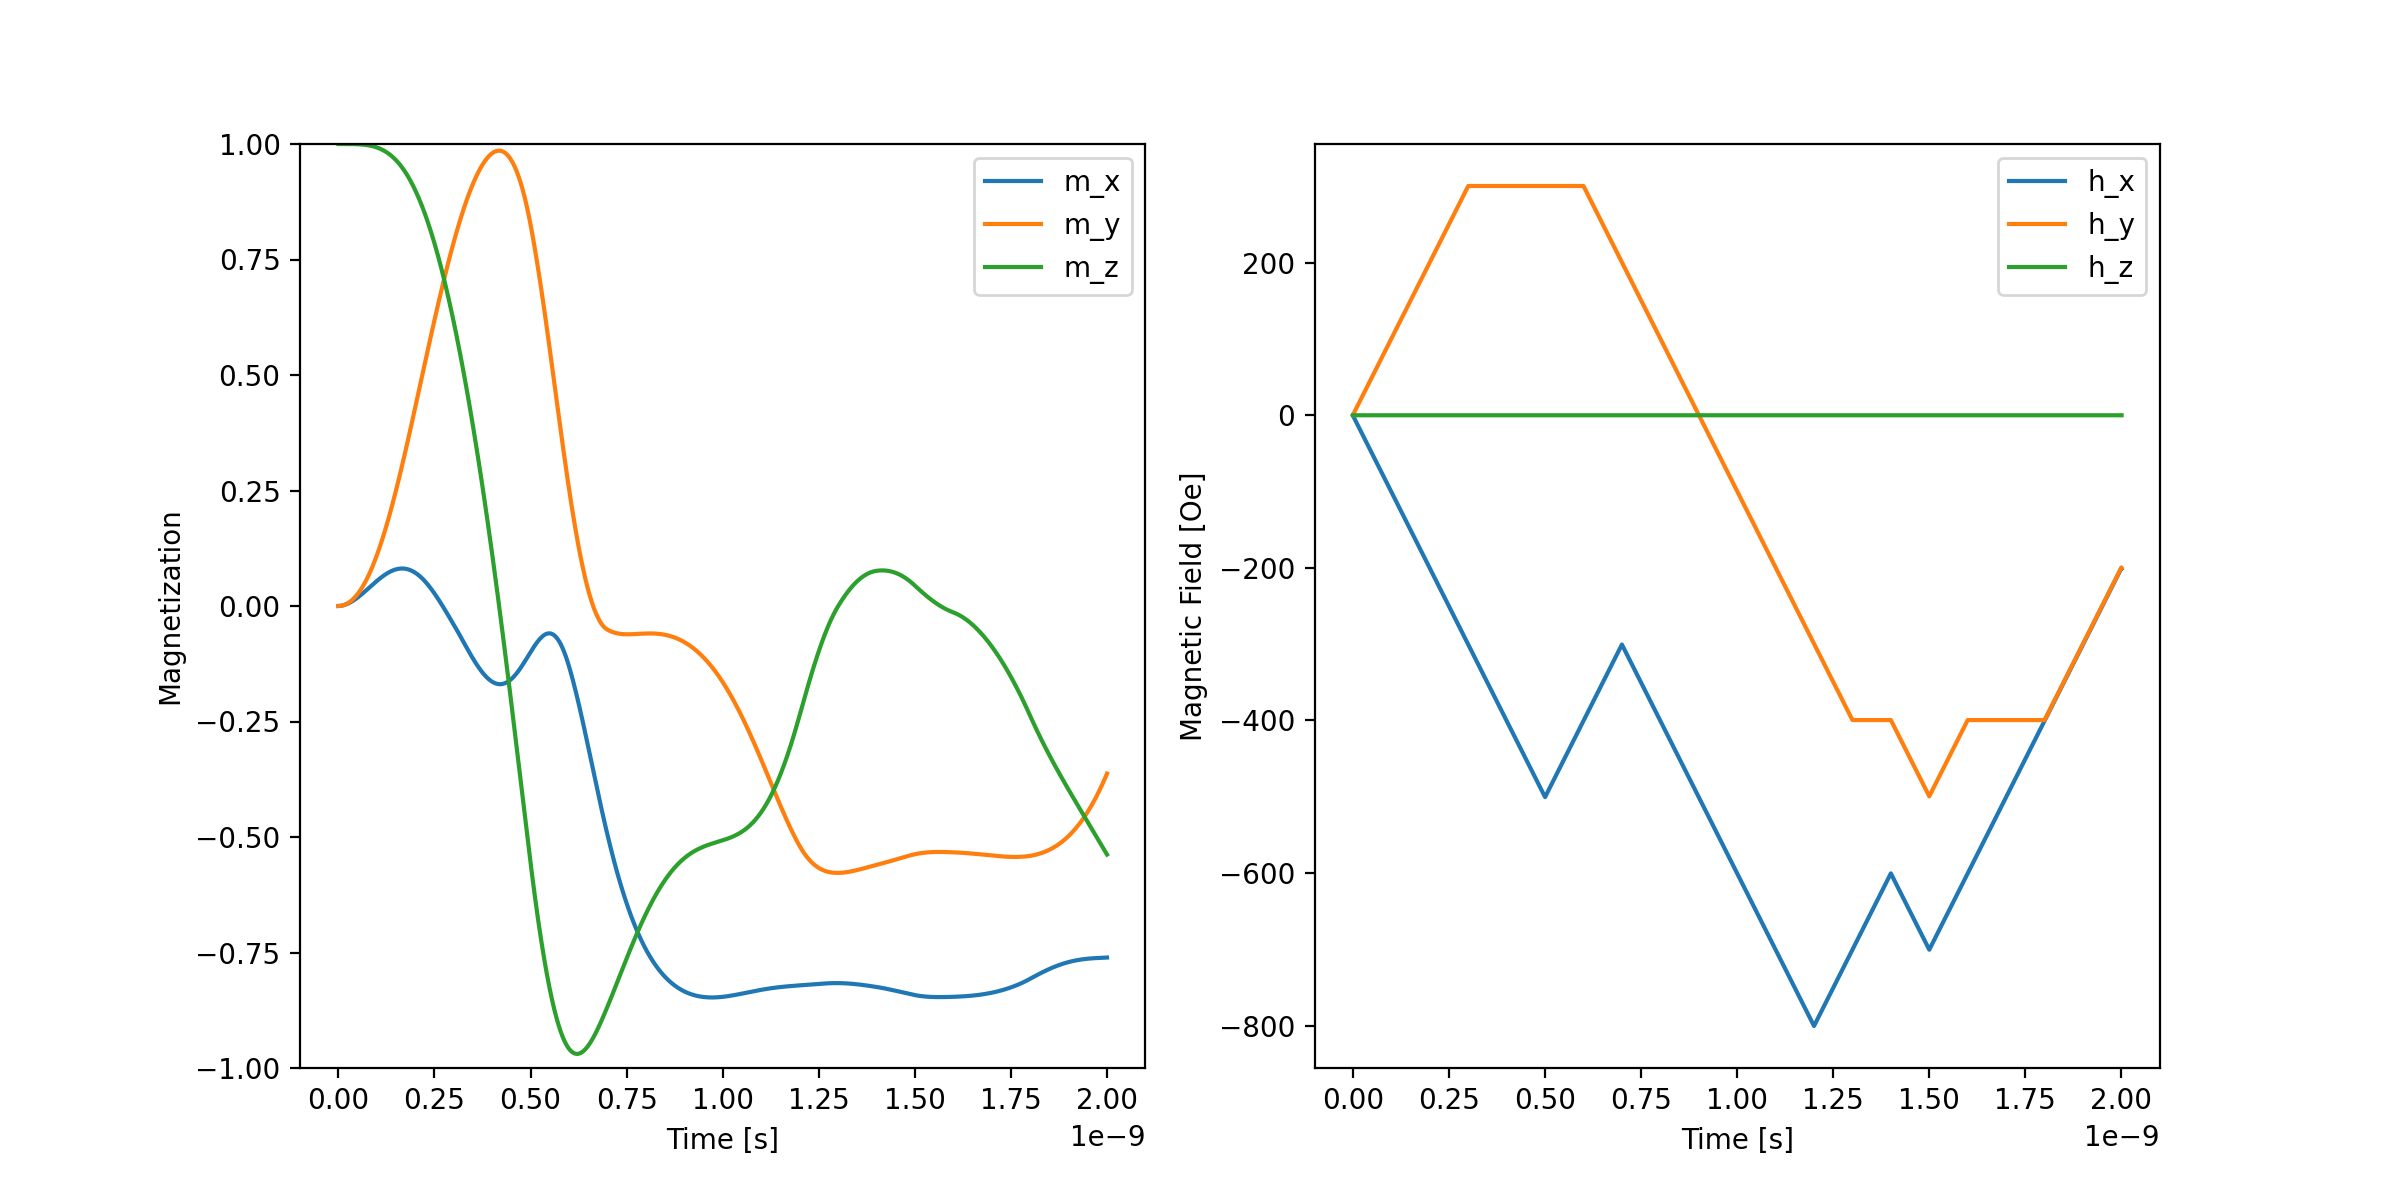 1.00
0.75
0.50
0.25
0.00
−0.25
−0.50
−0.75
−1.00
Magnetization
m_x
m_y
m_z
0.00 0.25 0.50 0.75 1.00 1.25 1.50 1.75 2.00
Time [s]
1e−9
200
0
−200
−400
−600
−800
Magnetic Field [Oe]
h_x
h_y
h_z
0.00 0.25 0.50 0.75 1.00 1.25 1.50 1.75 2.00
Time [s]
1e−9